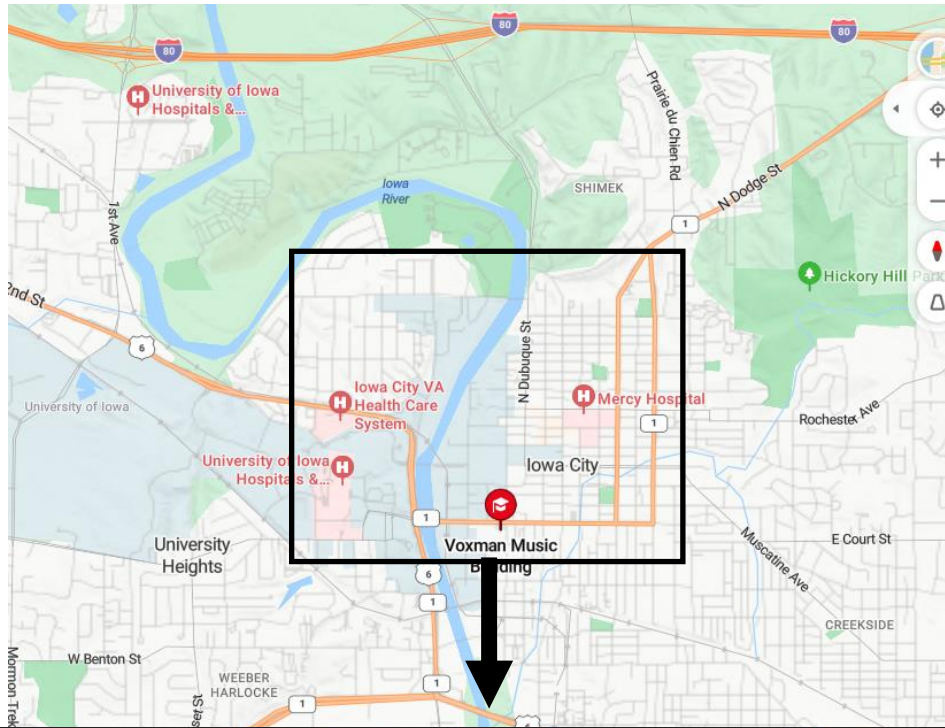 80
80
80
University of Iowa
Hospitals &...
Prairie du Chien Rd
Iowa
River
SHIMEK
N Dodge St
1st Ave
1
Hickory Hill Park
2nd St
6
N Dubuque St
Iowa City VA
Health Care
System
Mercy Hospital
University of Iowa
Rochester Ave
1
University of Iowa
Hospitals &...
Iowa City
1
Voxman Music
Building
University
Heights
E Court St
Muscatine Ave
6
1
CREEKSIDE
W Benton St
WEEBER
HARLOCKE
Mormon Trek
1
1
6